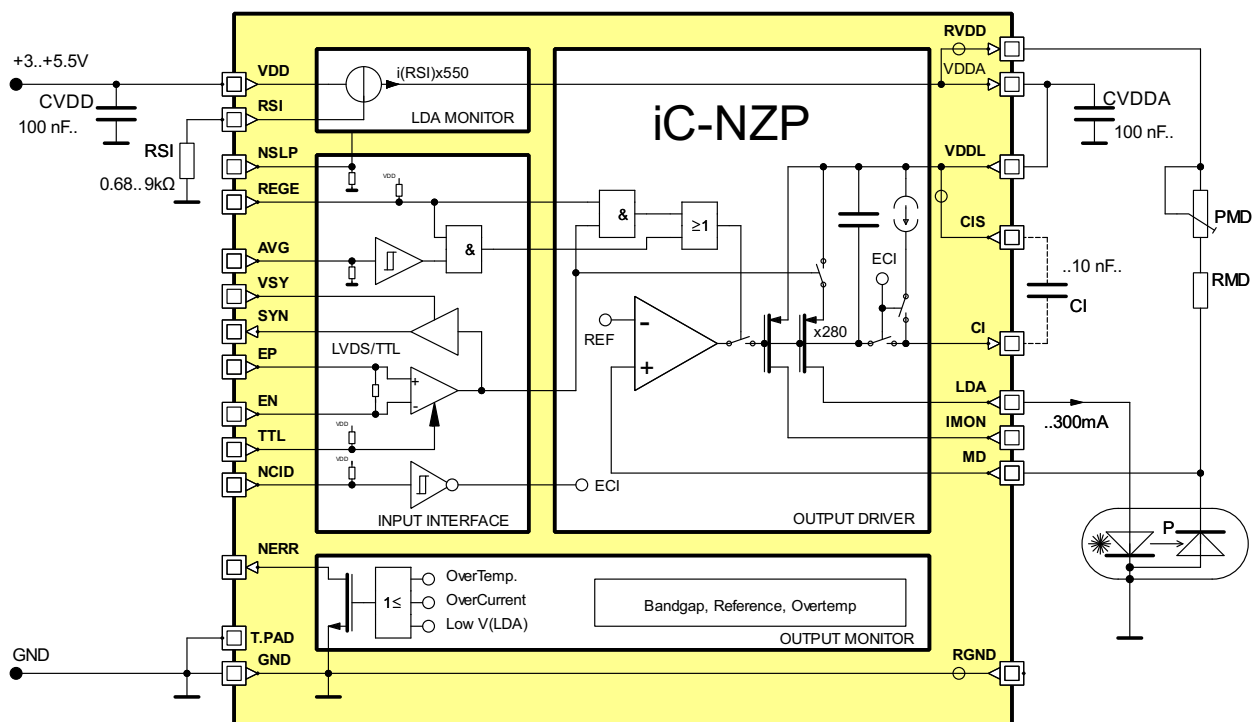 +3..+5.5V
CVDD
100 nF..
RSI
0.68..9kΩ
GND
VDD
RSI
NSLP
REGE
AVG
VSY
SYN
EP
EN
TTL
NCID
NERR
T.PAD
GND
i(RSI)x550
LDA MONITOR
VDD
&
LVDS/TTL
+
-
VDD
VDD
INPUT INTERFACE
iC-NZP
&
≥1
ECI
REF
-
+
x280
ECI
OUTPUT DRIVER
1≤
OverTemp.
OverCurrent
Low V(LDA)
Bandgap, Reference, Overtemp
OUTPUT MONITOR
RVDD
VDDA
VDDL
CIS
CI
LDA
IMON
MD
RGND
CVDDA
100 nF..
..10 nF..
CI
PMD
RMD
..300mA
P